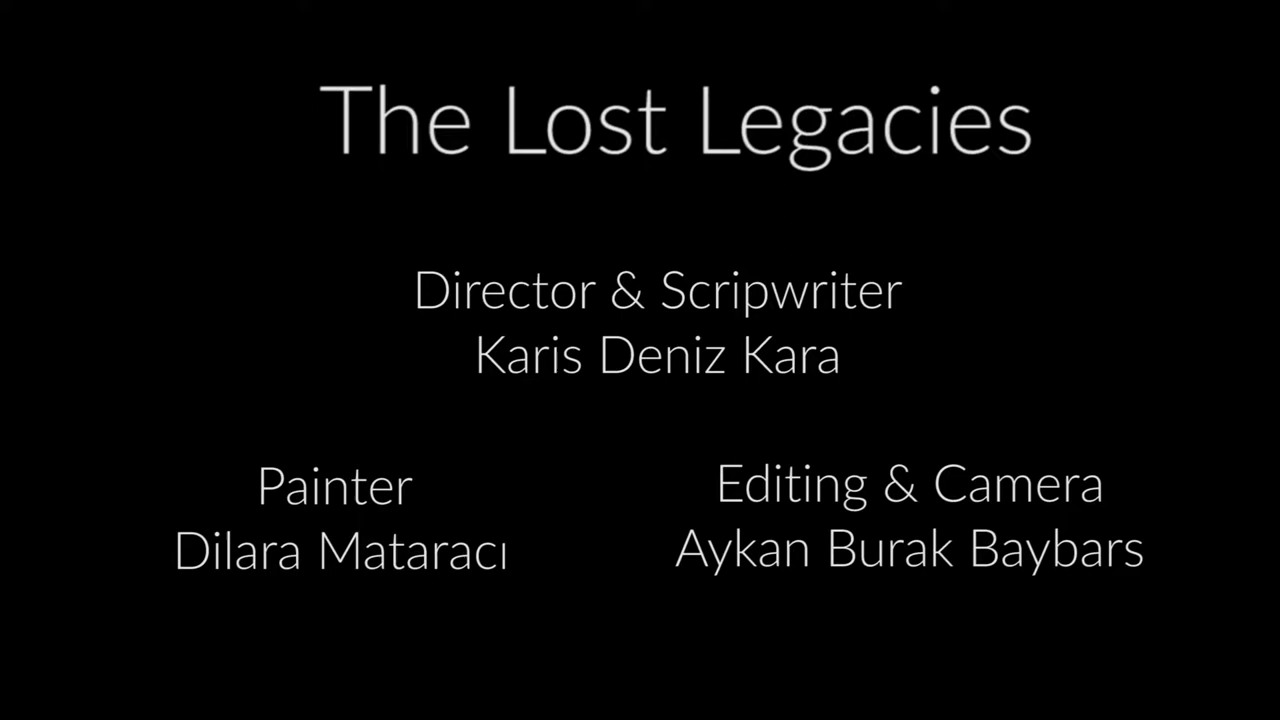 The Lost Legacies
Director & Scripwriter
Karis Deniz Kara
Painter
Dilara Mataracı
Editing & Camera
Aykan Burak Baybars